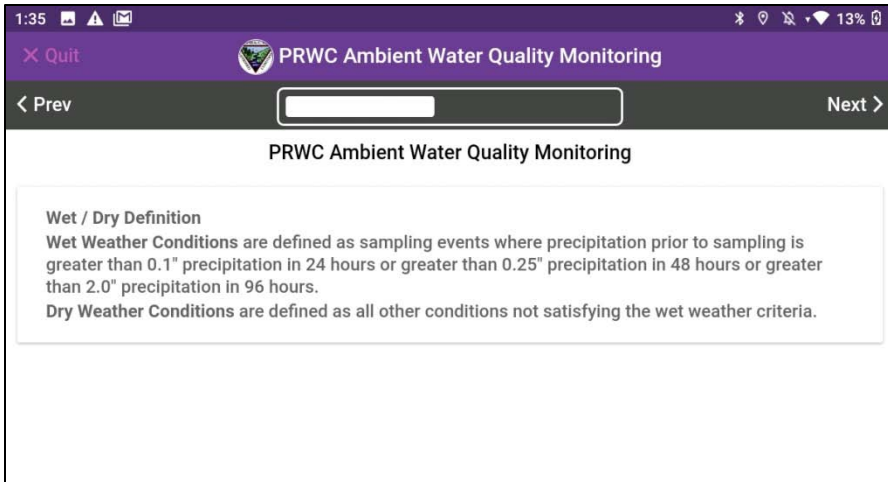 1:35 13%
Quit PRWC Ambient Water Quality Monitoring
Prev Next
PRWC Ambient Water Quality Monitoring
Wet / Dry Definition
Wet Weather Conditions are defined as sampling events where precipitation prior to sampling is
greater than 0.1" precipitation in 24 hours or greater than 0.25" precipitation in 48 hours or greater
than 2.0" precipitation in 96 hours.
Dry Weather Conditions are defined as all other conditions not satisfying the wet weather criteria.